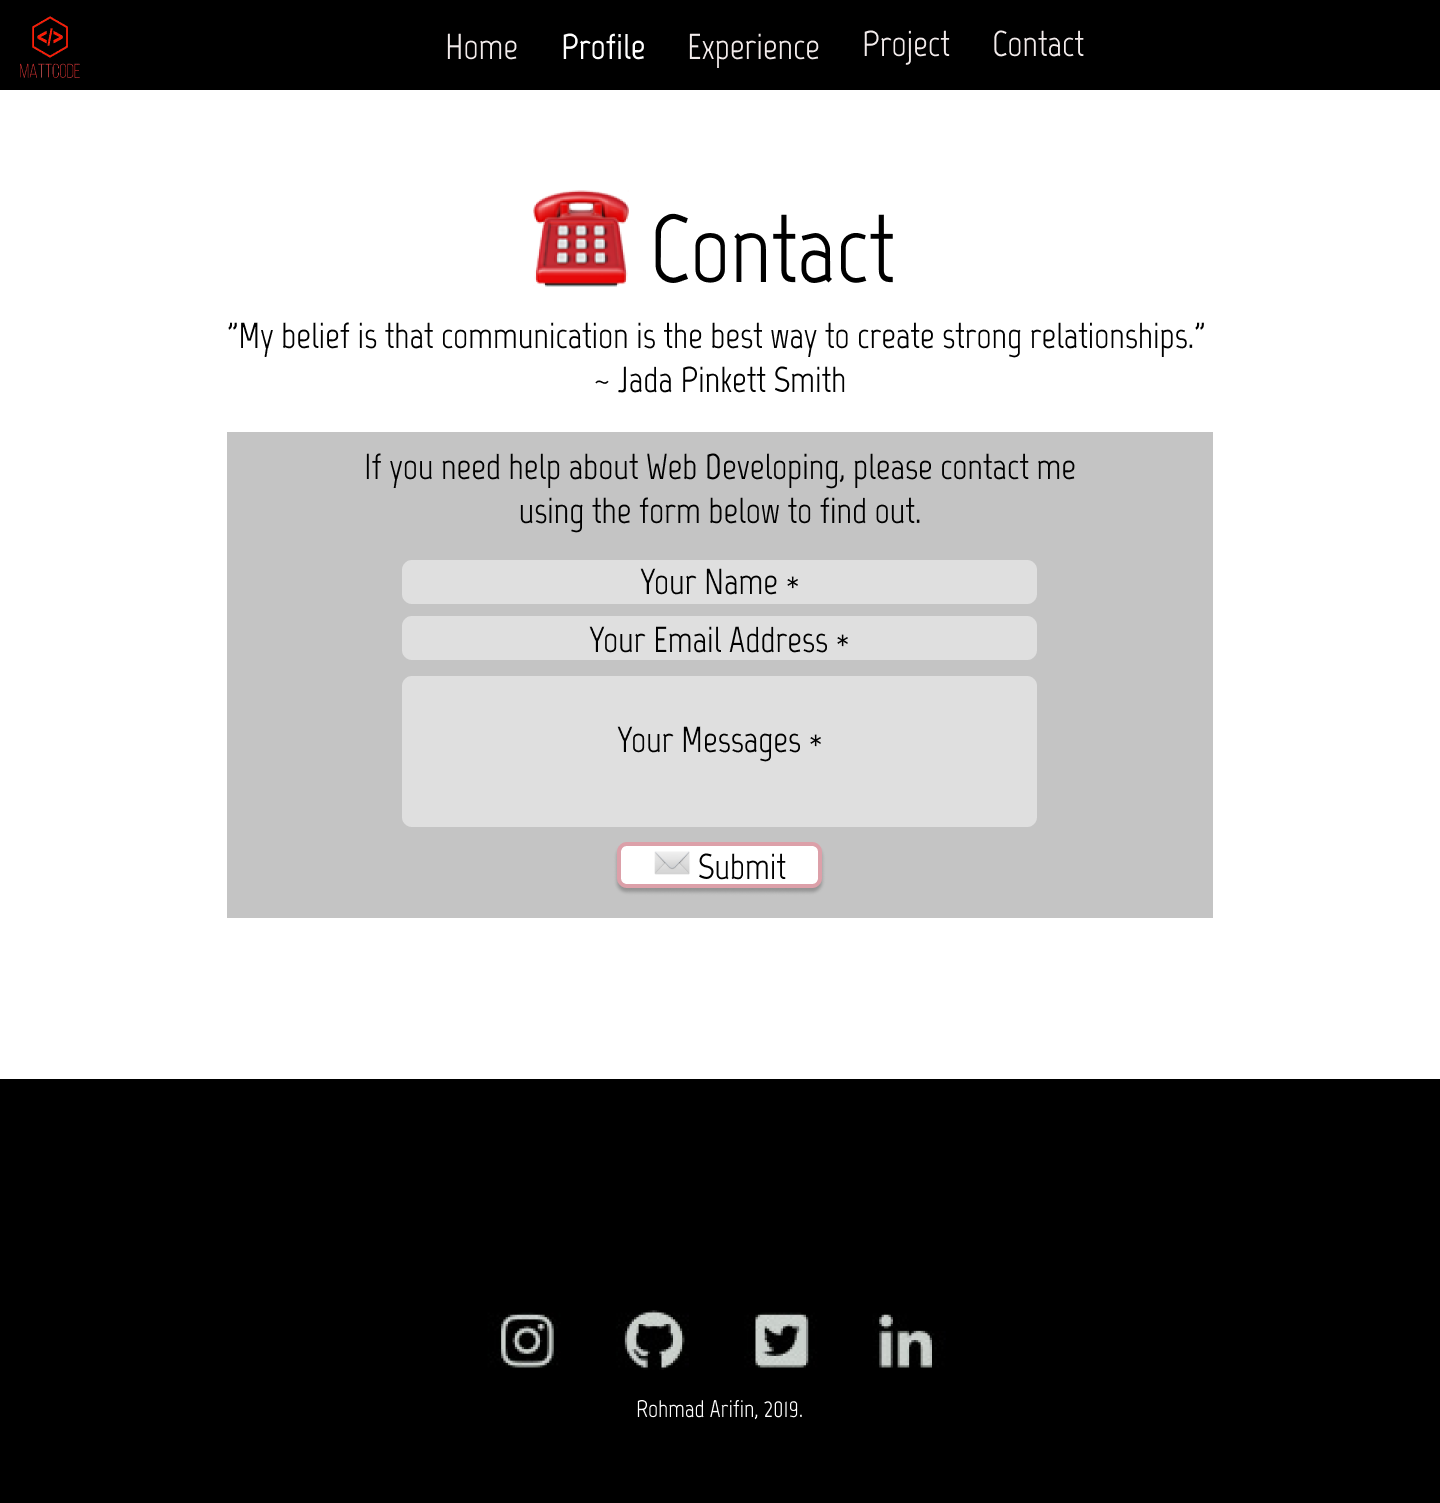 </>
MATTCODE
Home Profile Experience Project Contact
Contact
"My belief is that communication is the best way to create strong relationships."
~ Jada Pinkett Smith
If you need help about Web Developing, please contact me
using the form below to find out.
Your Name *
Your Email Address *
Your Messages *
Submit
in
Rohmad Arifin, 2019.